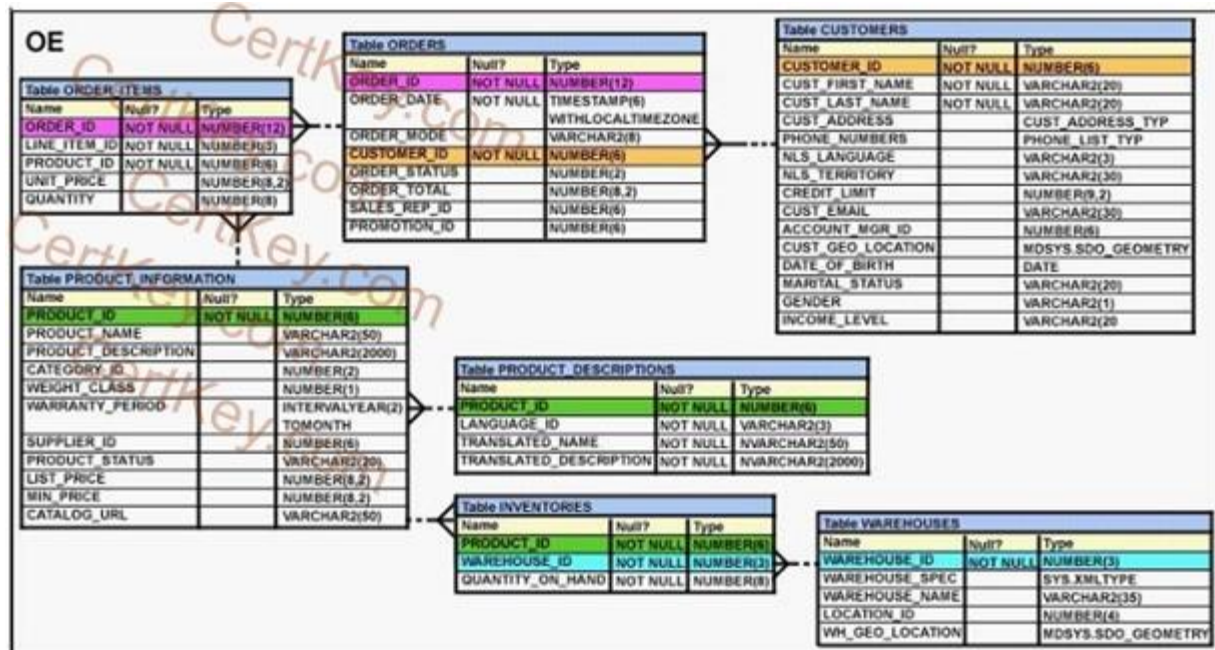 OE
Table ORDER_ITEMS
Name Null? Type
ORDER_ID NOT NULL NUMBER(12)
LINE_ITEM_ID NOT NULL NUMBER(3)
PRODUCT_ID NOT NULL NUMBER(6)
UNIT_PRICE NUMBER(8,2)
QUANTITY NUMBER(8)
Table ORDERS
Name Null? Type
ORDER_ID NOT NULL NUMBER(12)
ORDER_DATE NOT NULL TIMESTAMP(6)
WITHLOCALTIMEZONE
ORDER_MODE VARCHAR2(8)
CUSTOMER_ID NOT NULL NUMBER(6)
ORDER_STATUS NUMBER(2)
ORDER_TOTAL NUMBER(8,2)
SALES_REP_ID NUMBER(6)
PROMOTION_ID NUMBER(6)
Table CUSTOMERS
Name Null? Type
CUSTOMER_ID NOT NULL NUMBER(6)
CUST_FIRST_NAME NOT NULL VARCHAR2(20)
CUST_LAST_NAME NOT NULL VARCHAR2(20)
CUST_ADDRESS CUST_ADDRESS_TYP
PHONE_NUMBERS PHONE_LIST_TYP
NLS_LANGUAGE VARCHAR2(3)
NLS_TERRITORY VARCHAR2(30)
CREDIT_LIMIT NUMBER(9,2)
CUST_EMAIL VARCHAR2(30)
ACCOUNT_MGR_ID NUMBER(6)
CUST_GEO_LOCATION MDSYS.SDO_GEOMETRY
DATE_OF_BIRTH DATE
MARITAL_STATUS VARCHAR2(20)
GENDER VARCHAR2(1)
INCOME_LEVEL VARCHAR2(20
Table PRODUCT_INFORMATION
Name Null? Type
PRODUCT_ID NOT NULL NUMBER(6)
PRODUCT_NAME VARCHAR2(50)
PRODUCT_DESCRIPTION VARCHAR2(2000)
CATEGORY_ID NUMBER(2)
WEIGHT_CLASS NUMBER(1)
WARRANTY_PERIOD INTERVALYEAR(2)
TOMONTH
SUPPLIER_ID NUMBER(6)
PRODUCT_STATUS VARCHAR2(20)
LIST_PRICE NUMBER(8,2)
MIN_PRICE NUMBER(8,2)
CATALOG_URL VARCHAR2(50)
Table PRODUCT_DESCRIPTIONS
Name Null? Type
PRODUCT_ID NOT NULL NUMBER(6)
LANGUAGE_ID NOT NULL VARCHAR2(3)
TRANSLATED_NAME NOT NULL NVARCHAR2(50)
TRANSLATED_DESCRIPTION NOT NULL NVARCHAR2(2000)
Table INVENTORIES
Name Null? Type
PRODUCT_ID NOT NULL NUMBER(6)
WAREHOUSE_ID NOT NULL NUMBER(3)
QUANTITY_ON_HAND NOT NULL NUMBER(8)
Table WAREHOUSES
Name Null? Type
WAREHOUSE_ID NOT NULL NUMBER(3)
WAREHOUSE_SPEC SYS.XMLTYPE
WAREHOUSE_NAME VARCHAR2(35)
LOCATION_ID NUMBER(4)
WH_GEO_LOCATION MDSYS.SDO_GEOMETRY
CertKey.com
CertKey.com
CertKey.com
CertKey.com